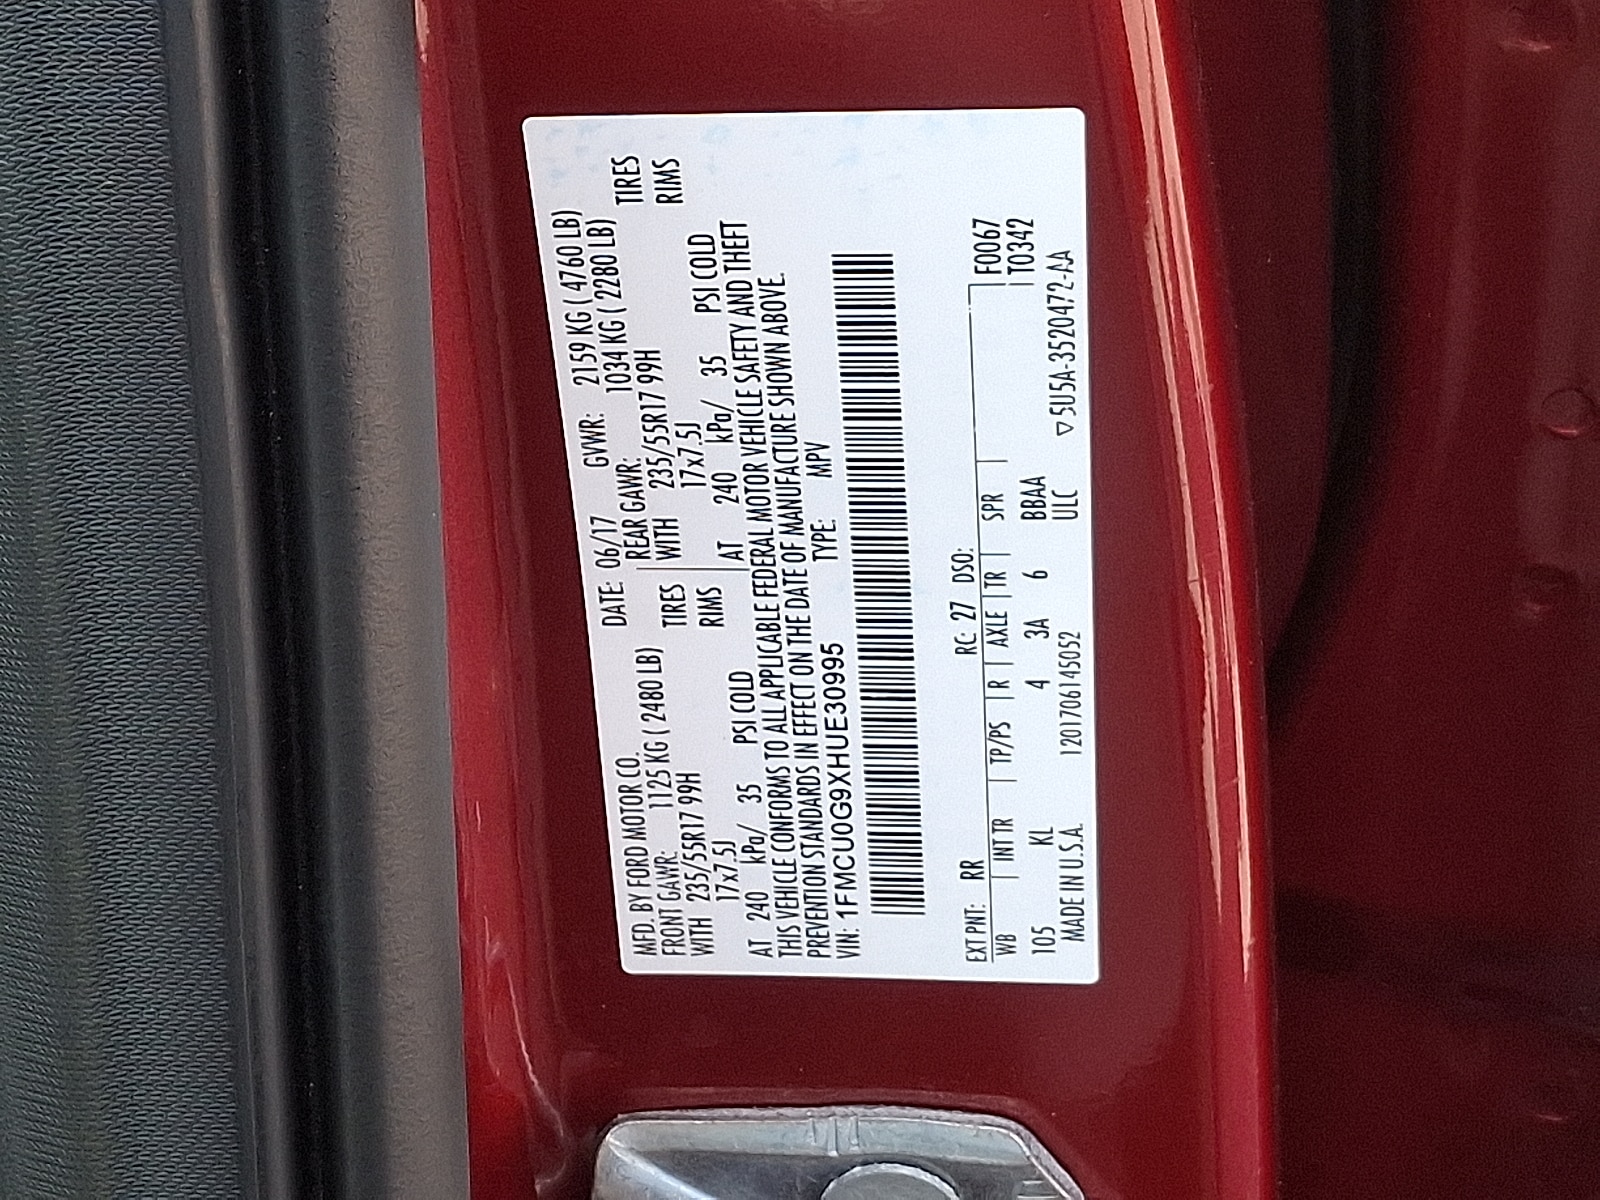 MFD. BY FORD MOTOR CO.
DATE: 06/17 GVWR: 2159 KG ( 4760 LB)
FRONT GAWR: 1125 KG ( 2480 LB) REAR GAWR: 1034 KG ( 2280 LB)
WITH 235/55R17 99H TIRES WITH 235/55R17 99H TIRES
17x7.5J RIMS 17x7.5J RIMS
AT 240 kPa/ 35 PSI COLD AT 240 kPa/ 35 PSI COLD
THIS VEHICLE CONFORMS TO ALL APPLICABLE FEDERAL MOTOR VEHICLE SAFETY AND THEFT
PREVENTION STANDARDS IN EFFECT ON THE DATE OF MANUFACTURE SHOWN ABOVE.
VIN: 1FMCU0G9XHUE30995 TYPE: MPV
EXT PNT: RR RC: 27 DSO:
WB | INT TR | TP/PS | R | AXLE | TR | SPR | F0067
105 KL 4 3A 6 BBAA T0342
MADE IN U.S.A. 120170614505​2 ULC ▽5U5A-3520472-AA